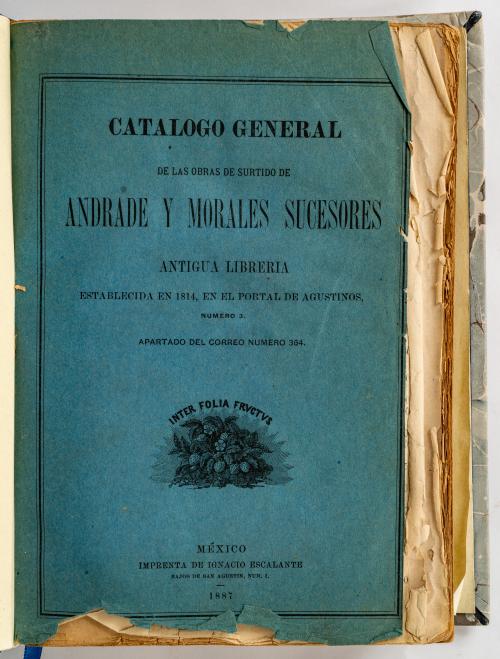 CATALOGO GENERAL
DE LAS OBRAS DE SURTIDO DE
ANDRADE Y MORALES SUCESORES
ANTIGUA LIBRERIA
ESTABLECIDA EN 1814, EN EL PORTAL DE AGUSTINOS,
NUMERO 3.
APARTADO DEL CORREO NUMERO 364.
INTER FOLIA FRVCTVS
MÉXICO
IMPRENTA DE IGNACIO ESCALANTE
BAJOS DE SAN AGUSTIN, NUM. 1.
1887